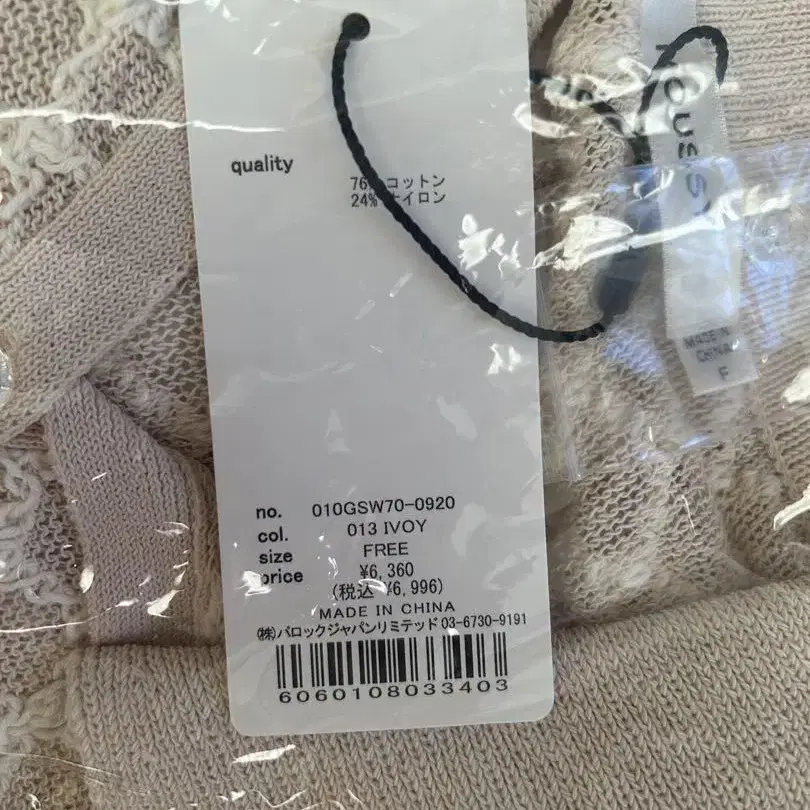 quality
76% コットン
24% ナイロン
no. 010GSW70-0920
col. 013 IVOY
size FREE
price ¥6,360
(税込 ¥6,996)
MADE IN CHINA
㈱バロックジャパンリミテッド 03-6730-9191
6060108033403
MADE IN
CHINA
F